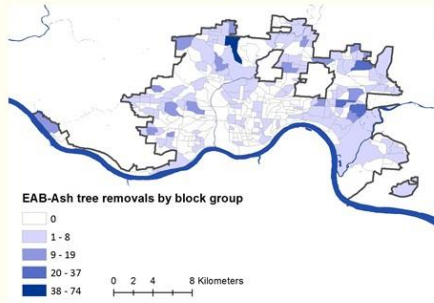 EAB-Ash tree removals by block group
0
1 - 8
9 - 19
20 - 37
38 - 74
0 2 4 8 Kilometers